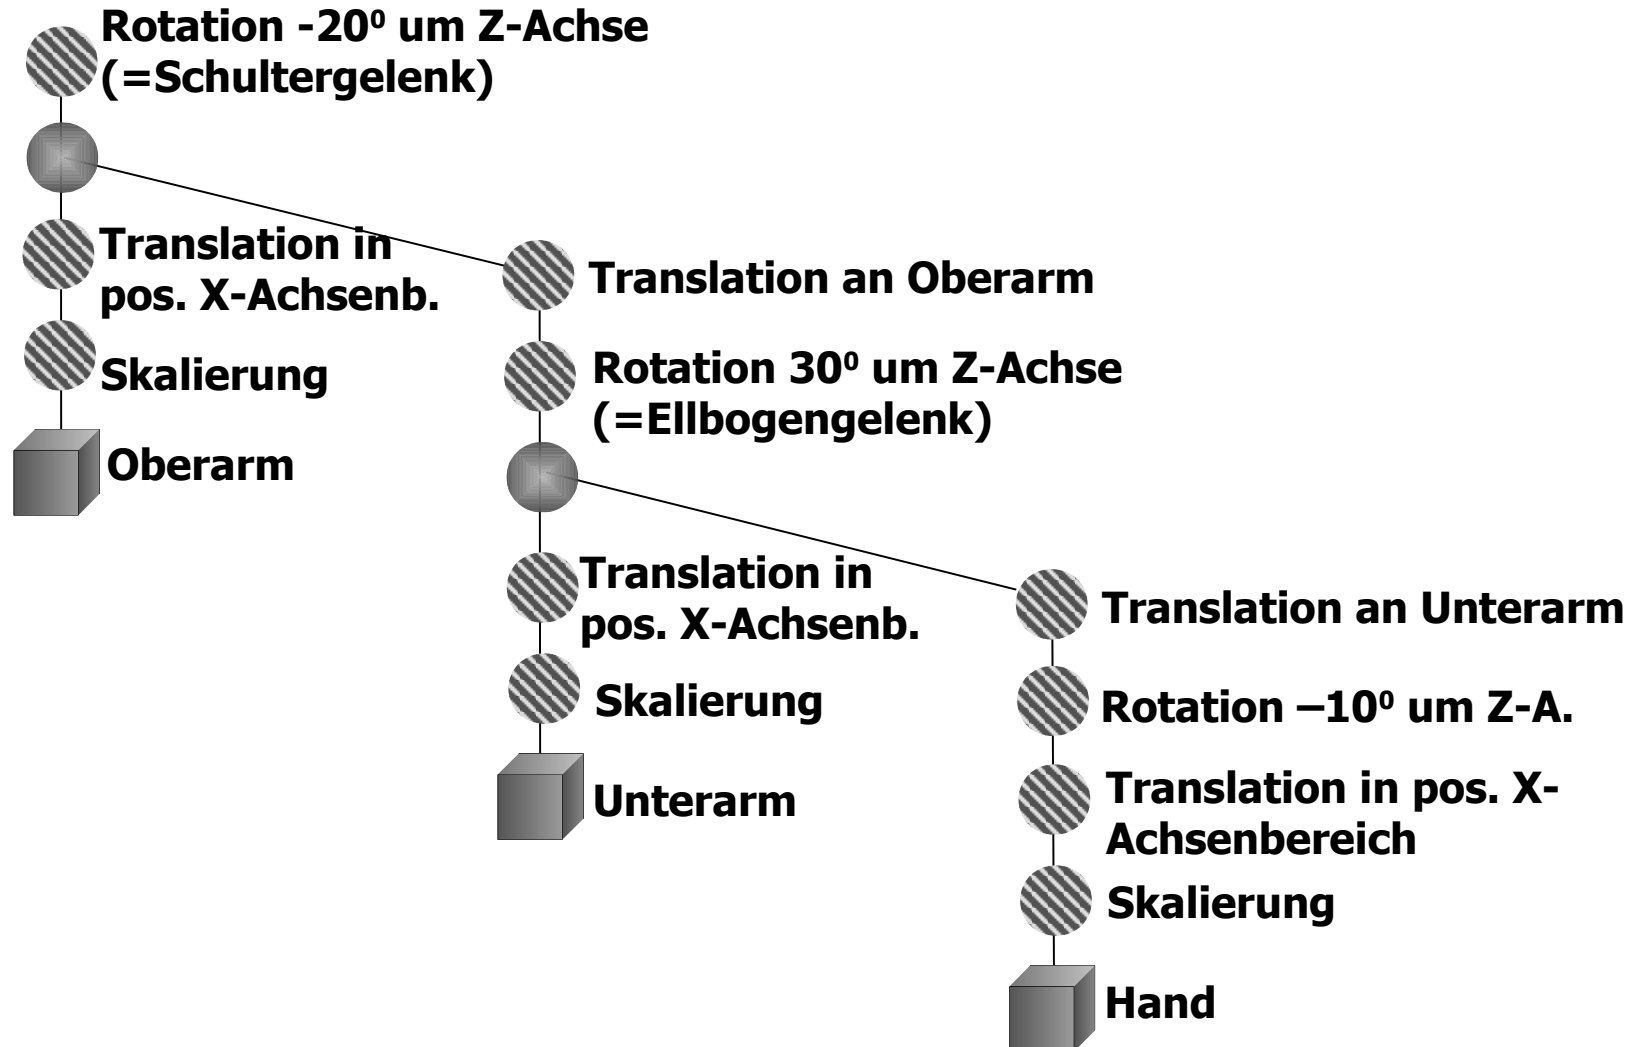 Rotation -20⁰ um Z-Achse
(=Schultergelenk)
Translation in
pos. X-Achsenb.
Skalierung
Oberarm
Translation an Oberarm
Rotation 30⁰ um Z-Achse
(=Ellbogengelenk)
Translation in
pos. X-Achsenb.
Skalierung
Unterarm
Translation an Unterarm
Rotation –10⁰ um Z-A.
Translation in pos. X-
Achsenbereich
Skalierung
Hand